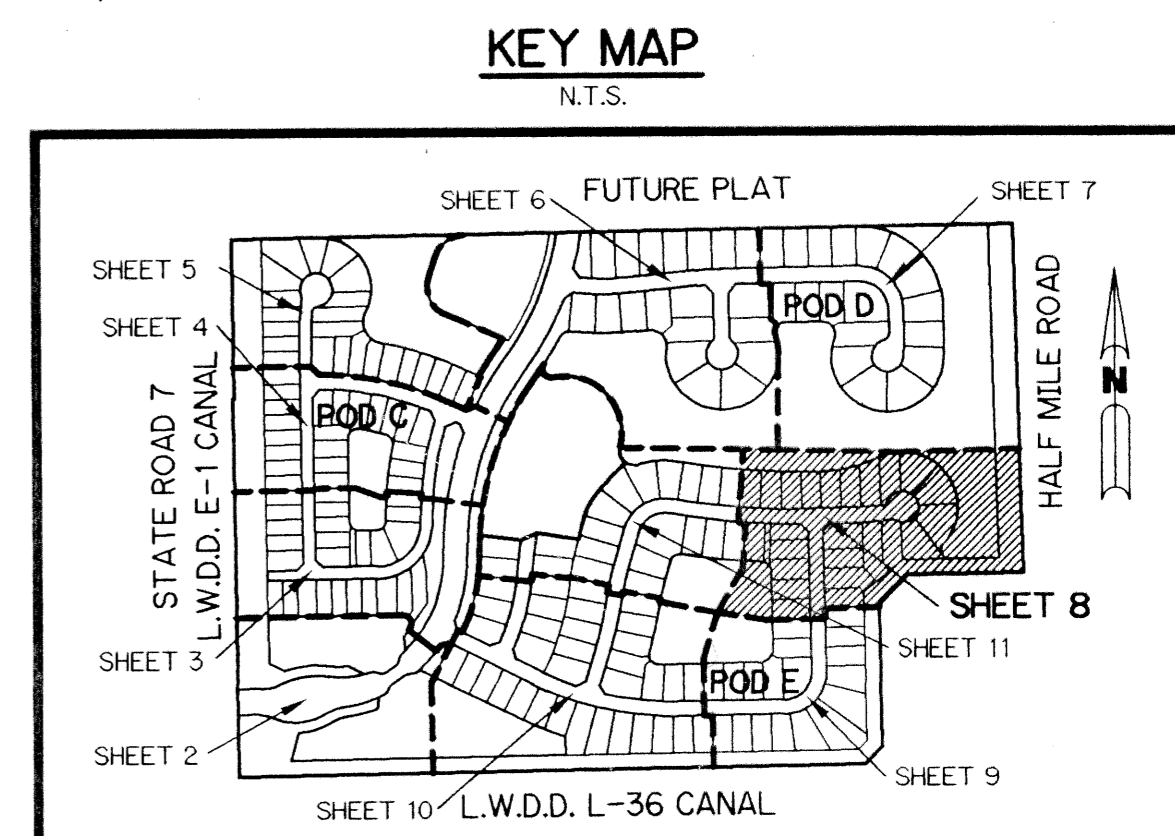 KEY MAP
N.T.S.
FUTURE PLAT
SHEET 6
SHEET 7
SHEET 5
SHEET 4
POD D
HALF MILE ROAD
N
STATE ROAD 7
L.W.D.D. E-1 CANAL
POD C
SHEET 8
SHEET 11
SHEET 3
POD E
SHEET 2
SHEET 9
SHEET 10
L.W.D.D. L-36 CANAL